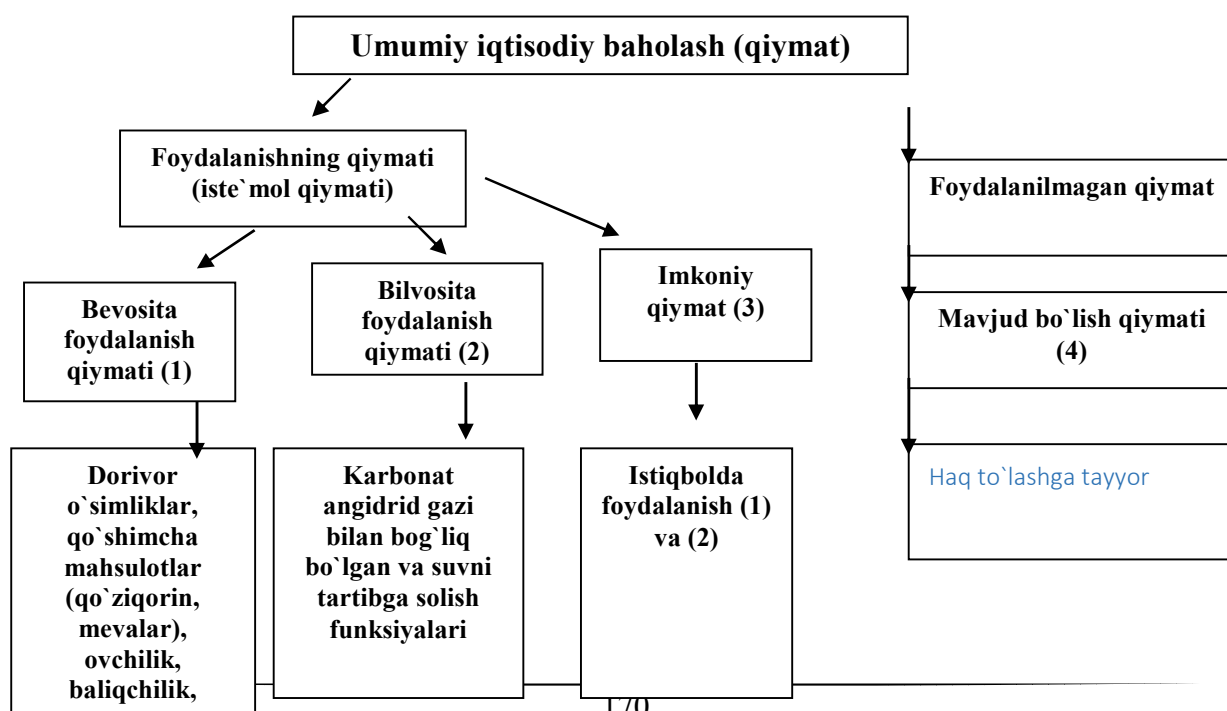 Umumiy iqtisodiy baholash (qiymat)
Foydalanishning qiymati
(iste`mol qiymati)
Foydalanilmagan qiymat
Bevosita
foydalanish
qiymati (1)
Bilvosita
foydalanish
qiymati (2)
Imkoniy
qiymat (3)
Mavjud bo`lish qiymati
(4)
Dorivor
o`simliklar,
qo`shimcha
mahsulotlar
(qo`ziqorin,
mevalar),
ovchilik,
baliqchilik,
Karbonat
angidrid gazi
bilan bog`liq
bo`lgan va suvni
tartibga solish
funksiyalari
Istiqbolda
foydalanish (1)
va (2)
Haq to`lashga tayyor